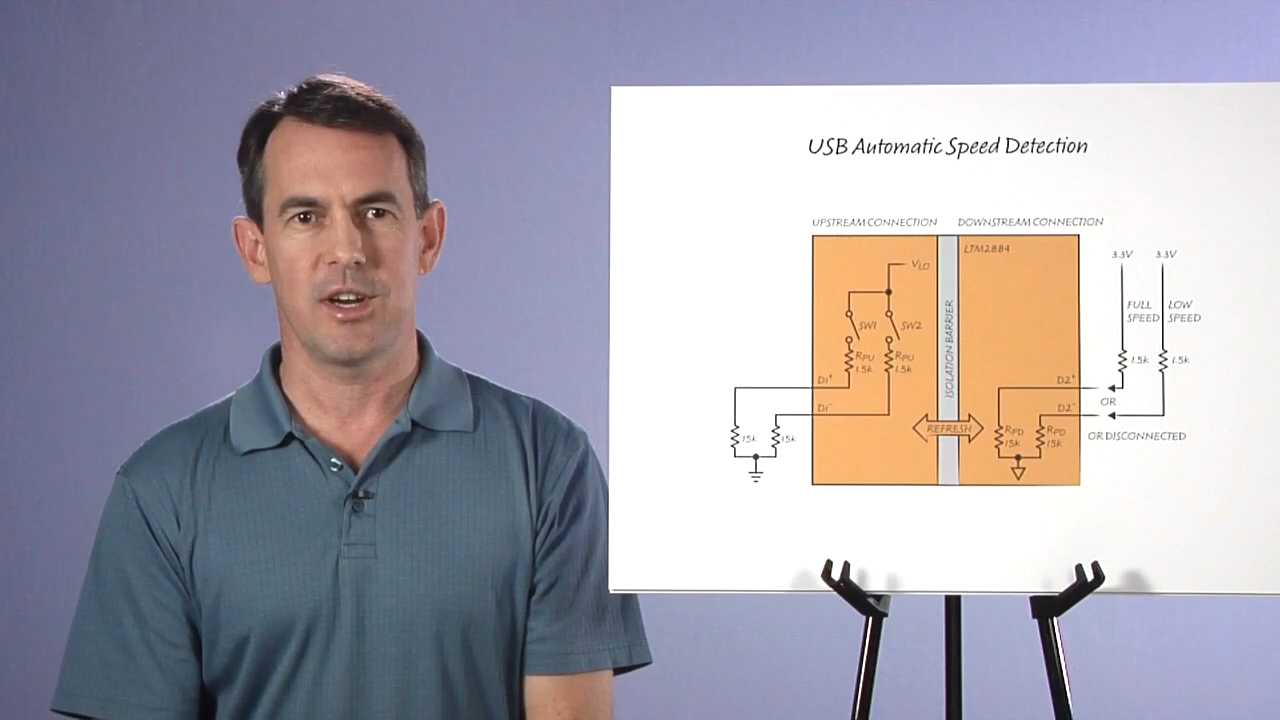 USB Automatic Speed Detection
UPSTREAM CONNECTION
DOWNSTREAM CONNECTION
LTM2884
VLO
3.3V
3.3V
SW1
SW2
FULL
SPEED
LOW
SPEED
ISOLATION BARRIER
RPU
1.5k
RPU
1.5k
1.5k
1.5k
D1+
D1-
D2+
D2-
OR
OR DISCONNECTED
15k
15k
REFRESH
RPD
15k
RPD
15k